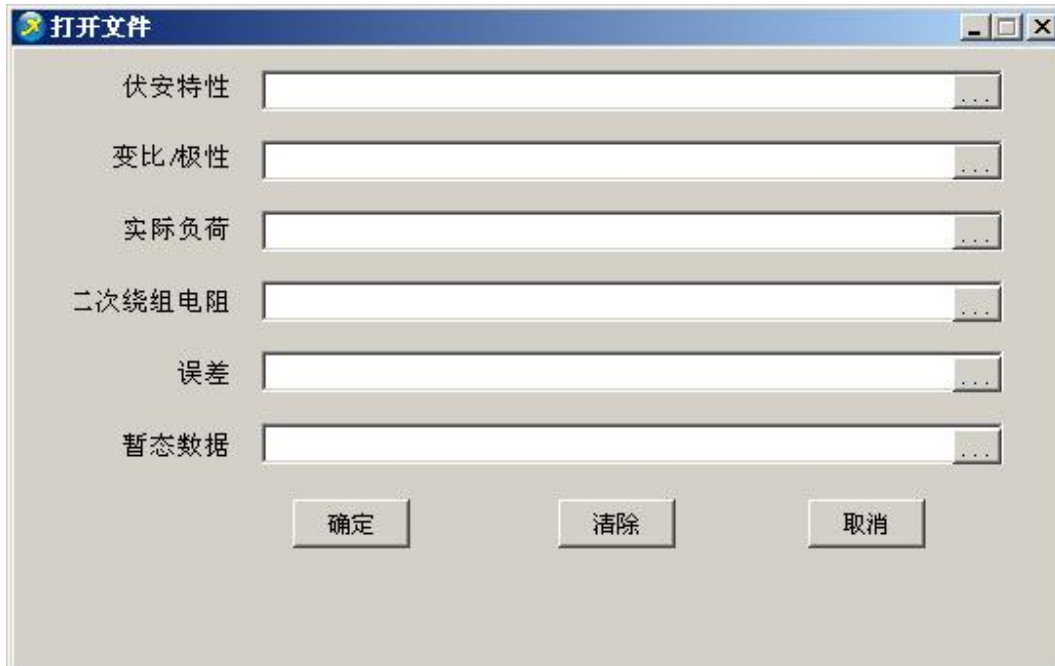 打开文件
伏安特性 ...
变比/极性 ...
实际负荷 ...
二次绕组电阻 ...
误差 ...
暂态数据 ...
确定 清除 取消